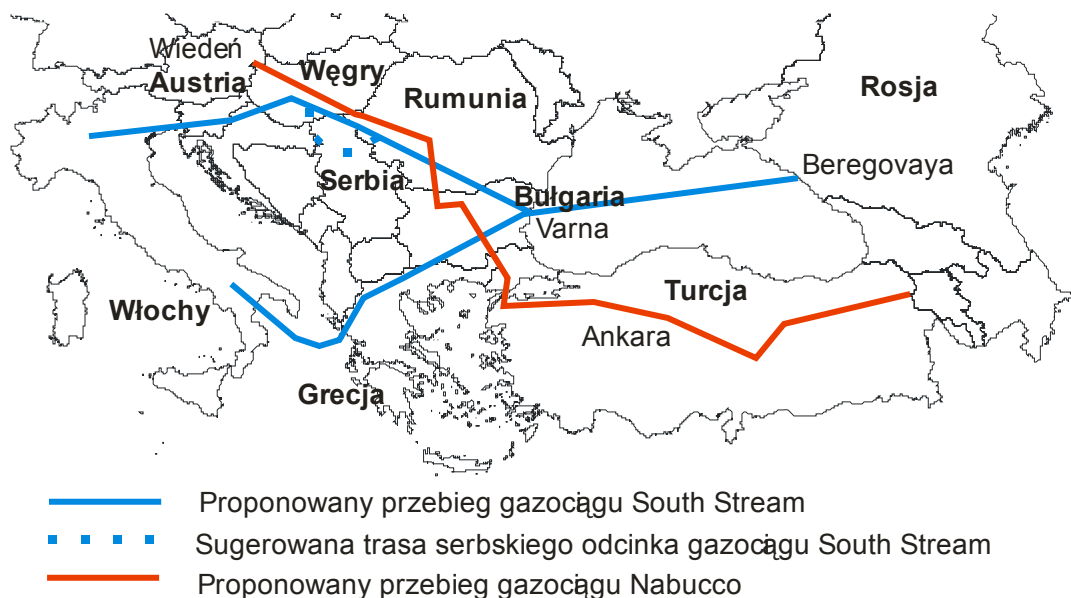 Wiedeń
Austria
Węgry
Rumunia
Rosja
Beregovaya
Serbia
Bułgaria
Varna
Włochy
Turcja
Ankara
Grecja
Proponowany przebieg gazociągu South Stream
Sugerowana trasa serbskiego odcinka gazociągu South Stream
Proponowany przebieg gazociągu Nabucco